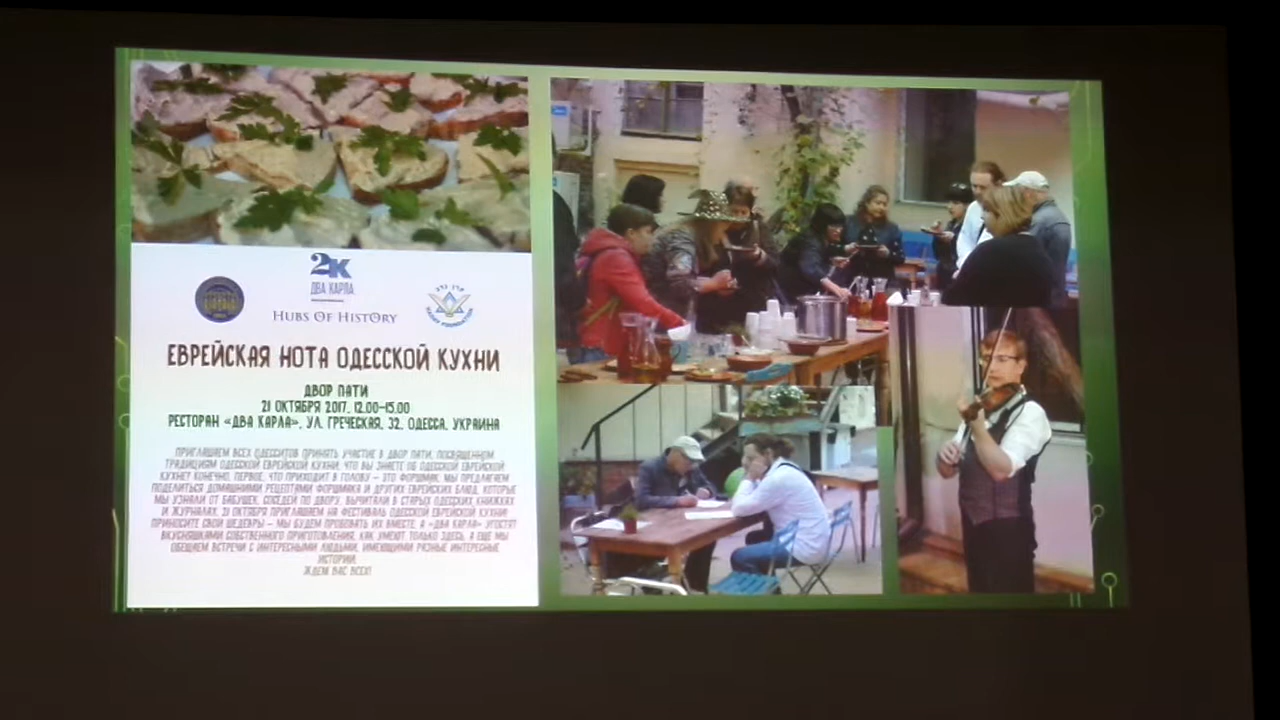 2K
ДВА КАРЛА
HUBS OF HISTORY
קרן נדב
NADAV FOUNDATION
ЕВРЕЙСКАЯ НОТА ОДЕССКОЙ КУХНИ
ДВОР ПАТИ
21 ОКТЯБРЯ 2017, 12.00-15.00
РЕСТОРАН «ДВА КАРЛА», УЛ. ГРЕЧЕСКАЯ, 32, ОДЕССА, УКРАИНА
ПРИГЛАШАЕМ ВСЕХ ОДЕССИТОВ ПРИНЯТЬ УЧАСТИЕ В ДВОР ПАТИ, ПОСВЯЩЕННОМ
ТРАДИЦИЯМ ОДЕССКОЙ ЕВРЕЙСКОЙ КУХНИ. ЧТО ВЫ ЗНАЕТЕ ОБ ОДЕССКОЙ ЕВРЕЙСКОЙ
КУХНЕ? КОНЕЧНО, ПЕРВОЕ, ЧТО ПРИХОДИТ В ГОЛОВУ – ЭТО ФОРШМАК. МЫ ПРЕДЛАГАЕМ
ПОДЕЛИТЬСЯ ДОМАШНИМИ РЕЦЕПТАМИ ФОРШМАКА И ДРУГИХ ЕВРЕЙСКИХ БЛЮД, КОТОРЫЕ
МЫ УЗНАЛИ ОТ БАБУШЕК, СОСЕДЕЙ ПО ДВОРУ, ВЫЧИТАЛИ В СТАРЫХ ОДЕССКИХ КНИЖКАХ
И ЖУРНАЛАХ. 21 ОКТЯБРЯ ПРИГЛАШАЕМ НА ФЕСТИВАЛЬ ОДЕССКОЙ ЕВРЕЙСКОЙ КУХНИ!
ПРИНОСИТЕ СВОИ ШЕДЕВРЫ – МЫ БУДЕМ ПРОБОВАТЬ ИХ ВМЕСТЕ, А «ДВА КАРЛА» УГОСТЯТ
ВКУСНЯШКАМИ СОБСТВЕННОГО ПРИГОТОВЛЕНИЯ, КАК УМЕЮТ ТОЛЬКО ЗДЕСЬ. А ЕЩЕ МЫ
ОБЕЩАЕМ ВСТРЕЧИ С ИНТЕРЕСНЫМИ ЛЮДЬМИ, ИМЕЮЩИМИ РАЗНЫЕ ИНТЕРЕСНЫЕ
ИСТОРИИ.
ЖДЕМ ВАС ВСЕХ!